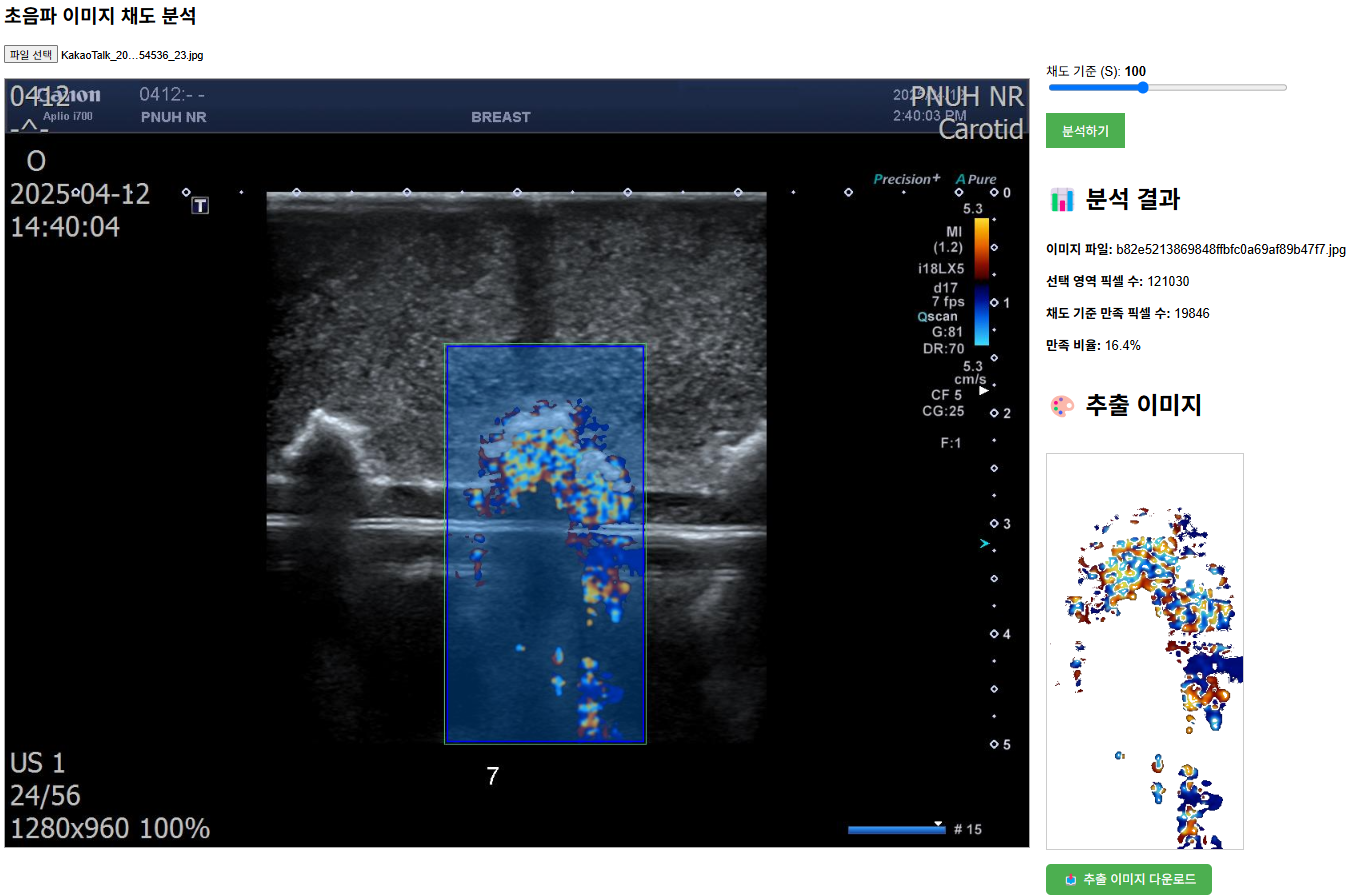 초음파 이미지 채도 분석
파일 선택 KakaoTalk_20…54536_23.jpg
채도 기준 (S): 100
분석하기
📊 분석 결과
이미지 파일: b82e5213869848ffbfc0a69af89b47f7.jpg
선택 영역 픽셀 수: 121030
채도 기준 만족 픽셀 수: 19846
만족 비율: 16.4%
🎨 추출 이미지
추출 이미지 다운로드
0412
-^-
Canon
Aplio i700
0412:- -
PNUH NR
BREAST
2:40:03 PM
PNUH NR
Carotid
O
2025-04-12
14:40:04
T
Precision+ APure
5.3
MI
(1.2)
i18LX5
d17
7 fps
Qscan
G:81
DR:70
5.3
cm/s
CF 5
CG:25
F:1
0
1
2
3
4
5
7
US 1
24/56
1280x960 100%
# 15